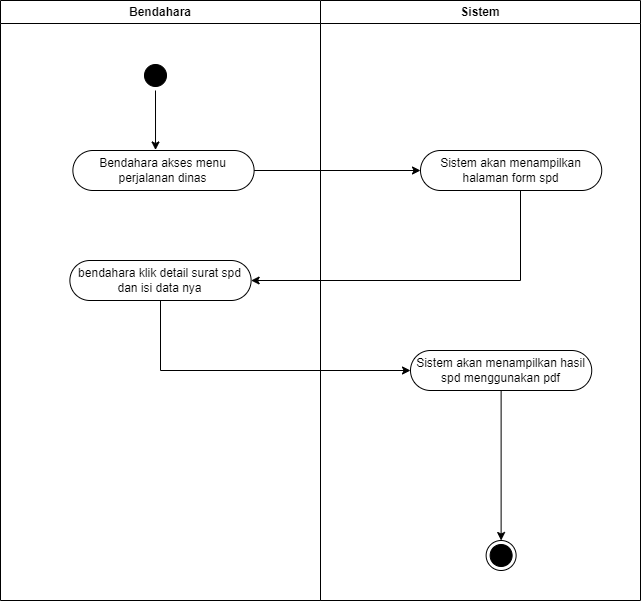 Bendahara
Sistem
Bendahara akses menu
perjalanan dinas
Sistem akan menampilkan
halaman form spd
bendahara klik detail surat spd
dan isi data nya
Sistem akan menampilkan hasil
spd menggunakan pdf